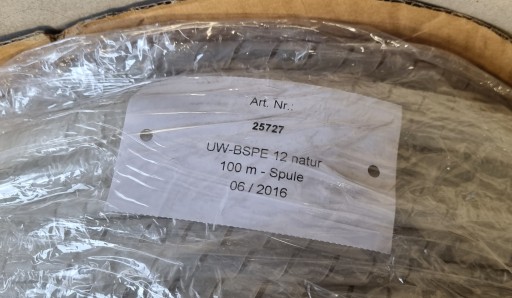 Art. Nr.:
25727
UW-BSPE 12 natur
100 m - Spule
06 / 2016